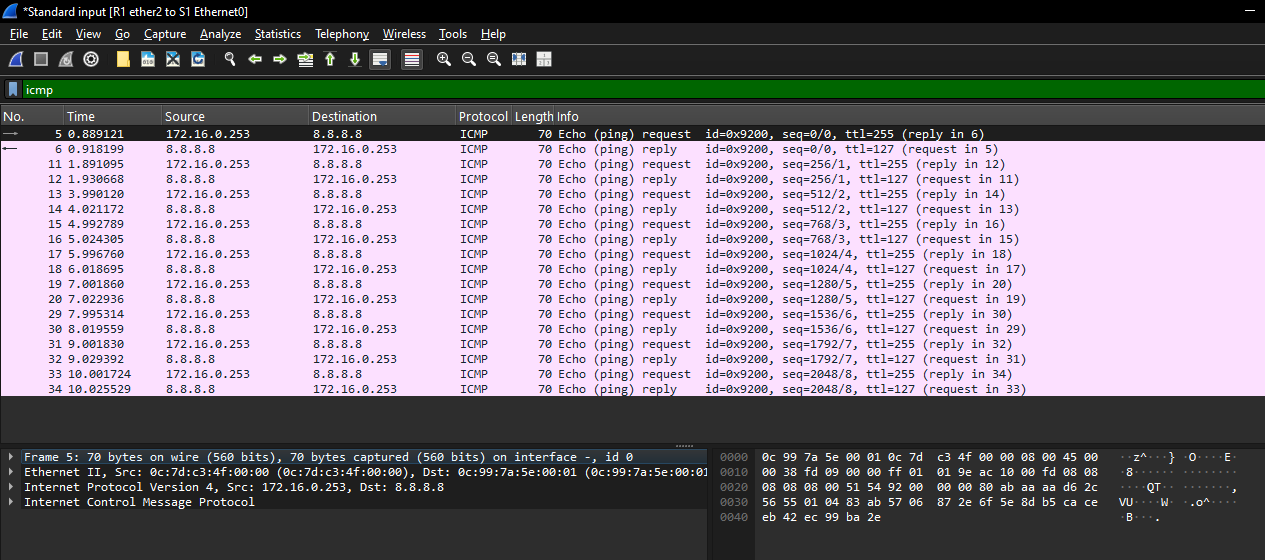 *Standard input [R1 ether2 to S1 Ethernet0]
File Edit View Go Capture Analyze Statistics Telephony Wireless Tools Help
icmp
No. Time Source Destination Protocol Length Info
5 0.889121 172.16.0.253 8.8.8.8 ICMP 70 Echo (ping) request id=0x9200, seq=0/0, ttl=255 (reply in 6)
6 0.918199 8.8.8.8 172.16.0.253 ICMP 70 Echo (ping) reply id=0x9200, seq=0/0, ttl=127 (request in 5)
11 1.891095 172.16.0.253 8.8.8.8 ICMP 70 Echo (ping) request id=0x9200, seq=256/1, ttl=255 (reply in 12)
12 1.930668 8.8.8.8 172.16.0.253 ICMP 70 Echo (ping) reply id=0x9200, seq=256/1, ttl=127 (request in 11)
13 3.990120 172.16.0.253 8.8.8.8 ICMP 70 Echo (ping) request id=0x9200, seq=512/2, ttl=255 (reply in 14)
14 4.021172 8.8.8.8 172.16.0.253 ICMP 70 Echo (ping) reply id=0x9200, seq=512/2, ttl=127 (request in 13)
15 4.992789 172.16.0.253 8.8.8.8 ICMP 70 Echo (ping) request id=0x9200, seq=768/3, ttl=255 (reply in 16)
16 5.024305 8.8.8.8 172.16.0.253 ICMP 70 Echo (ping) reply id=0x9200, seq=768/3, ttl=127 (request in 15)
17 5.996760 172.16.0.253 8.8.8.8 ICMP 70 Echo (ping) request id=0x9200, seq=1024/4, ttl=255 (reply in 18)
18 6.018695 8.8.8.8 172.16.0.253 ICMP 70 Echo (ping) reply id=0x9200, seq=1024/4, ttl=127 (request in 17)
19 7.001860 172.16.0.253 8.8.8.8 ICMP 70 Echo (ping) request id=0x9200, seq=1280/5, ttl=255 (reply in 20)
20 7.022936 8.8.8.8 172.16.0.253 ICMP 70 Echo (ping) reply id=0x9200, seq=1280/5, ttl=127 (request in 19)
29 7.995314 172.16.0.253 8.8.8.8 ICMP 70 Echo (ping) request id=0x9200, seq=1536/6, ttl=255 (reply in 30)
30 8.019559 8.8.8.8 172.16.0.253 ICMP 70 Echo (ping) reply id=0x9200, seq=1536/6, ttl=127 (request in 29)
31 9.001830 172.16.0.253 8.8.8.8 ICMP 70 Echo (ping) request id=0x9200, seq=1792/7, ttl=255 (reply in 32)
32 9.029392 8.8.8.8 172.16.0.253 ICMP 70 Echo (ping) reply id=0x9200, seq=1792/7, ttl=127 (request in 31)
33 10.001724 172.16.0.253 8.8.8.8 ICMP 70 Echo (ping) request id=0x9200, seq=2048/8, ttl=255 (reply in 34)
34 10.025529 8.8.8.8 172.16.0.253 ICMP 70 Echo (ping) reply id=0x9200, seq=2048/8, ttl=127 (request in 33)
Frame 5: 70 bytes on wire (560 bits), 70 bytes captured (560 bits) on interface -, id 0
Ethernet II, Src: 0c:7d:c3:4f:00:00 (0c:7d:c3:4f:00:00), Dst: 0c:99:7a:5e:00:01 (0c:99:7a:5e:00:01
Internet Protocol Version 4, Src: 172.16.0.253, Dst: 8.8.8.8
Internet Control Message Protocol
0000 0c 99 7a 5e 00 01 0c 7d c3 4f 00 00 08 00 45 00 ··z^···} ·O····E·
0010 00 38 fd 09 00 00 ff 01 01 9e ac 10 00 fd 08 08 ·8······ ········
0020 08 08 08 00 51 54 92 00 00 00 80 ab aa aa d6 2c ····QT·· ·······,
0030 56 55 01 04 83 ab 57 06 87 2e 6f 5e 8d b5 ca ce VU····W· ·.o^····
0040 eb 42 ec 99 ba 2e ·B···.